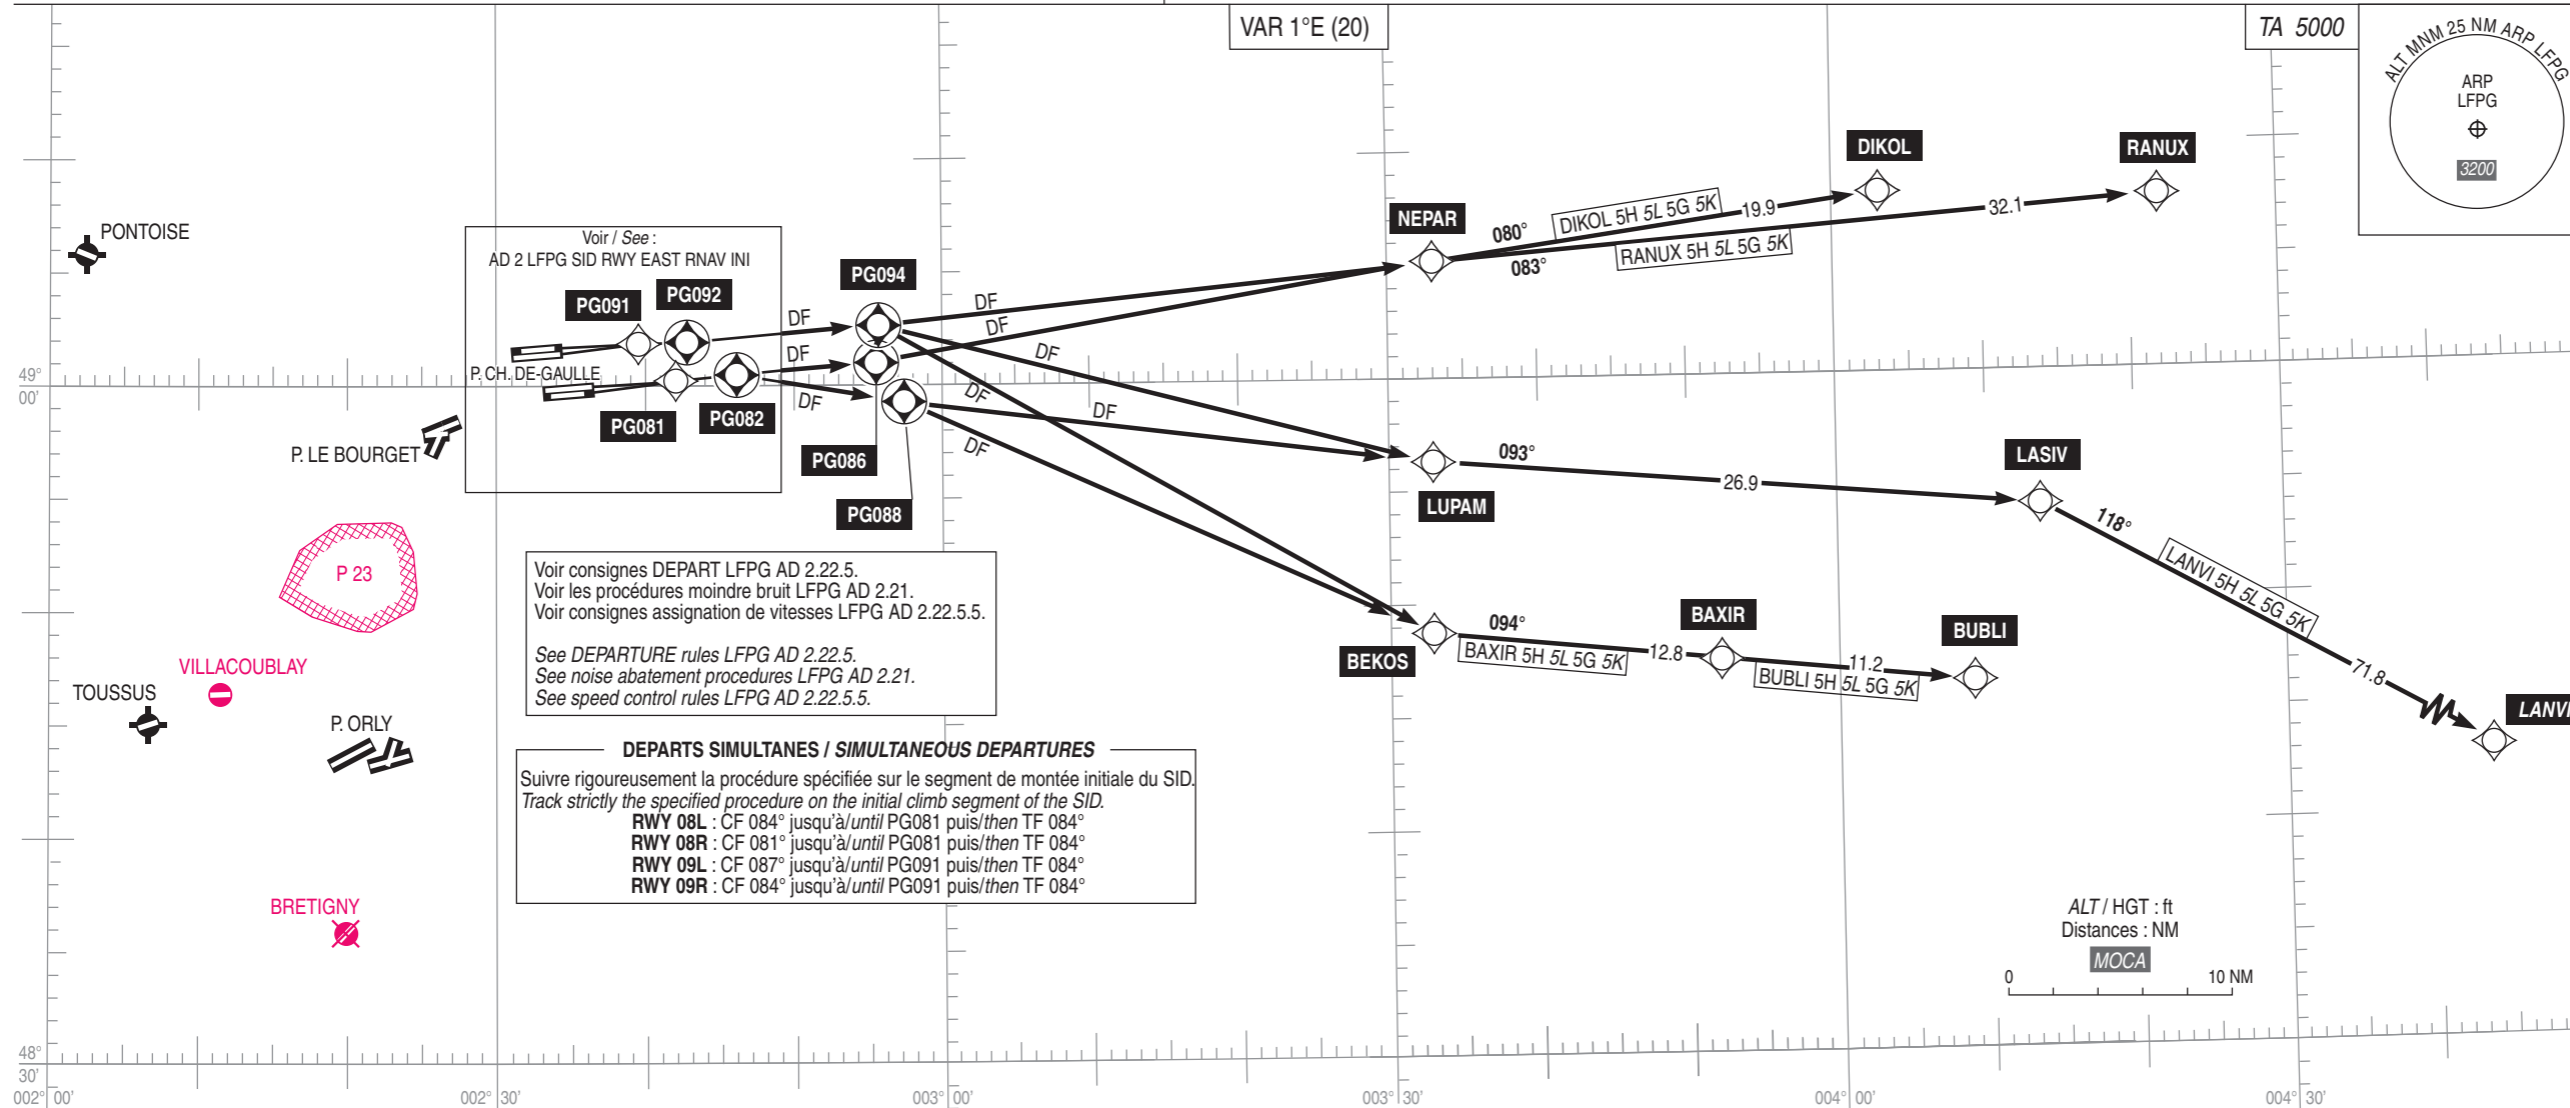 VAR 1°E (20)
TA 5000
ALT MNM 25 NM ARP LFPG
ARP
LFPG
3200
DIKOL
RANUX
NEPAR
080°
DIKOL 5H 5L 5G 5K
19.9
32.1
083°
RANUX 5H 5L 5G 5K
PONTOISE
Voir / See :
AD 2 LFPG SID RWY EAST RNAV INI
PG091
PG092
PG094
DF
DF
DF
DF
DF
DF
DF
DF
DF
P. CH. DE-GAULLE
PG081
PG082
PG086
PG088
49°
00'
P. LE BOURGET
093°
26.9
LUPAM
LASIV
118°
LANVI 5H 5L 5G 5K
71.8
LANVI
P 23
Voir consignes DEPART LFPG AD 2.22.5.
Voir les procédures moindre bruit LFPG AD 2.21.
Voir consignes assignation de vitesses LFPG AD 2.22.5.5.
See DEPARTURE rules LFPG AD 2.22.5.
See noise abatement procedures LFPG AD 2.21.
See speed control rules LFPG AD 2.22.5.5.
BEKOS
094°
BAXIR 5H 5L 5G 5K
12.8
BAXIR
11.2
BUBLI 5H 5L 5G 5K
BUBLI
VILLACOUBLAY
TOUSSUS
P. ORLY
DEPARTS SIMULTANES / SIMULTANEOUS DEPARTURES
Suivre rigoureusement la procédure spécifiée sur le segment de montée initiale du SID.
Track strictly the specified procedure on the initial climb segment of the SID.
RWY 08L : CF 084° jusqu'à/until PG081 puis/then TF 084°
RWY 08R : CF 081° jusqu'à/until PG081 puis/then TF 084°
RWY 09L : CF 087° jusqu'à/until PG091 puis/then TF 084°
RWY 09R : CF 084° jusqu'à/until PG091 puis/then TF 084°
BRETIGNY
ALT / HGT : ft
Distances : NM
MOCA
0 10 NM
48°
30'
002° 00' 002° 30' 003° 00' 003° 30' 004° 00' 004° 30'